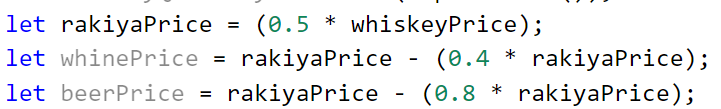 let rakiyaPrice = (0.5 * whiskeyPrice);
let whinePrice = rakiyaPrice - (0.4 * rakiyaPrice);
let beerPrice = rakiyaPrice - (0.8 * rakiyaPrice);